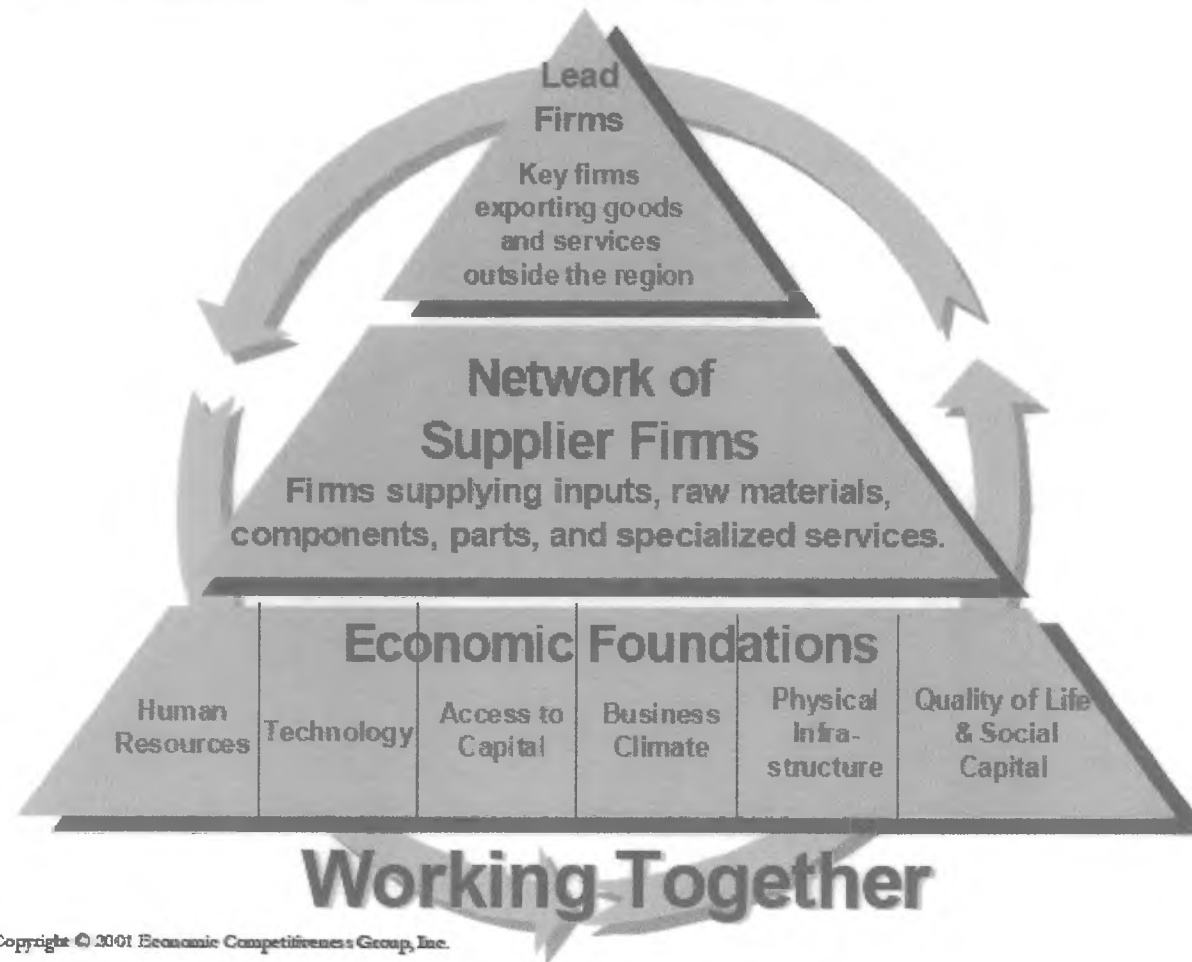 Lead
Firms
Key firms
exporting goods
and services
outside the region
Network of
Supplier Firms
Firms supplying inputs, raw materials,
components, parts, and specialized services.
Economic Foundations
Human
Resources
Technology
Access to
Capital
Business
Climate
Physical
Infra-
structure
Quality of Life
& Social
Capital
Working Together
Copyright © 2001 Economic Competitiveness Group, Inc.